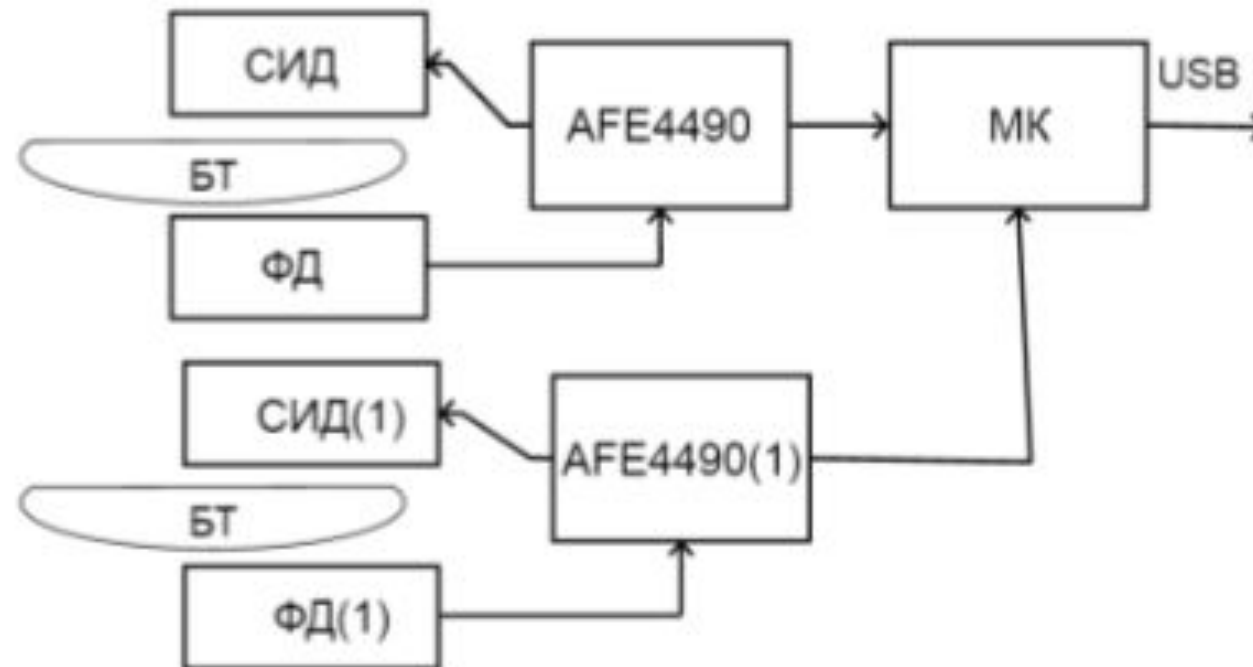 СИД
AFE4490
МК
USB
БТ
ФД
СИД(1)
AFE4490(1)
БТ
ФД(1)